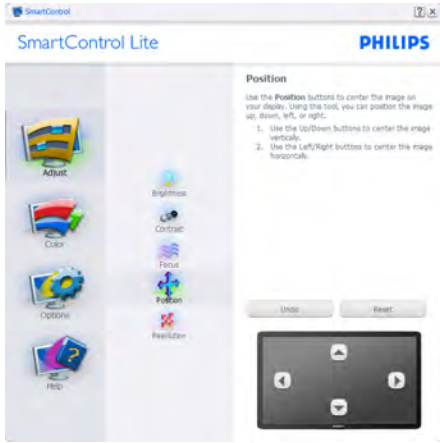 SmartControl
SmartControl Lite
PHILIPS
Position
Use the Position buttons to center the image on
your display. Using this tool, you can position the image
up, down, left, or right.
1. Use the Up/Down buttons to center the image
vertically.
2. Use the Left/Right buttons to center the image
horizontally.
Adjust
Color
Options
Help
Brightness
Contrast
Focus
Position
Resolution
Undo
Reset